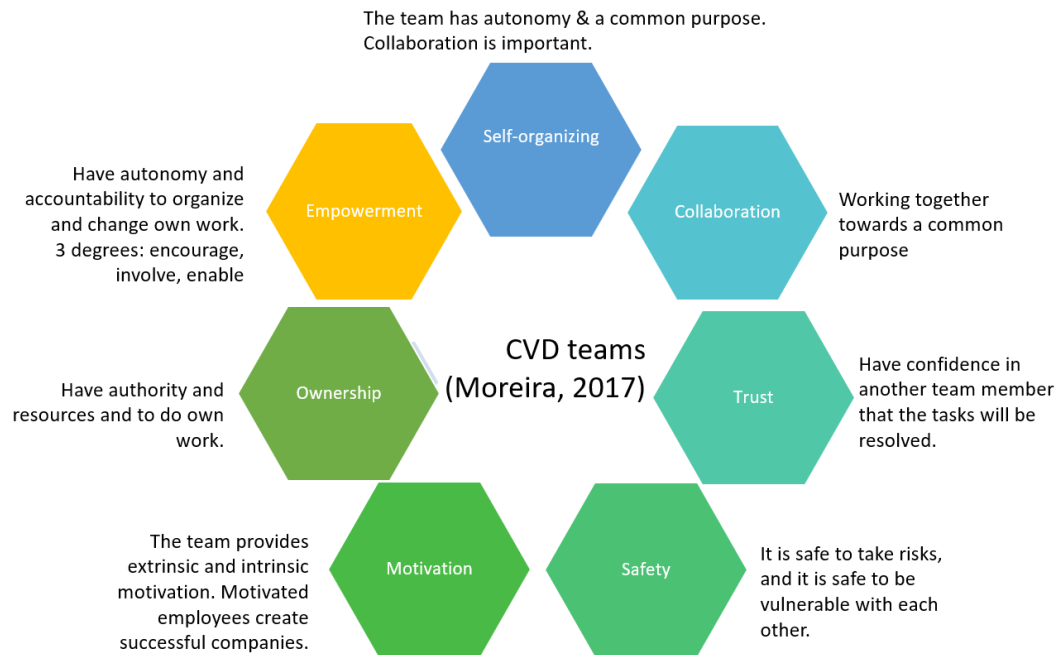 The team has autonomy & a common purpose.
Collaboration is important.
Self-organizing
Collaboration
Working together
towards a common
purpose
Trust
Have confidence in
another team member
that the tasks will be
resolved.
Safety
It is safe to take risks,
and it is safe to be
vulnerable with each
other.
Motivation
The team provides
extrinsic and intrinsic
motivation. Motivated
employees create
successful companies.
Ownership
Have authority and
resources and to do own
work.
Empowerment
Have autonomy and
accountability to organize
and change own work.
3 degrees: encourage,
involve, enable
CVD teams
(Moreira, 2017)